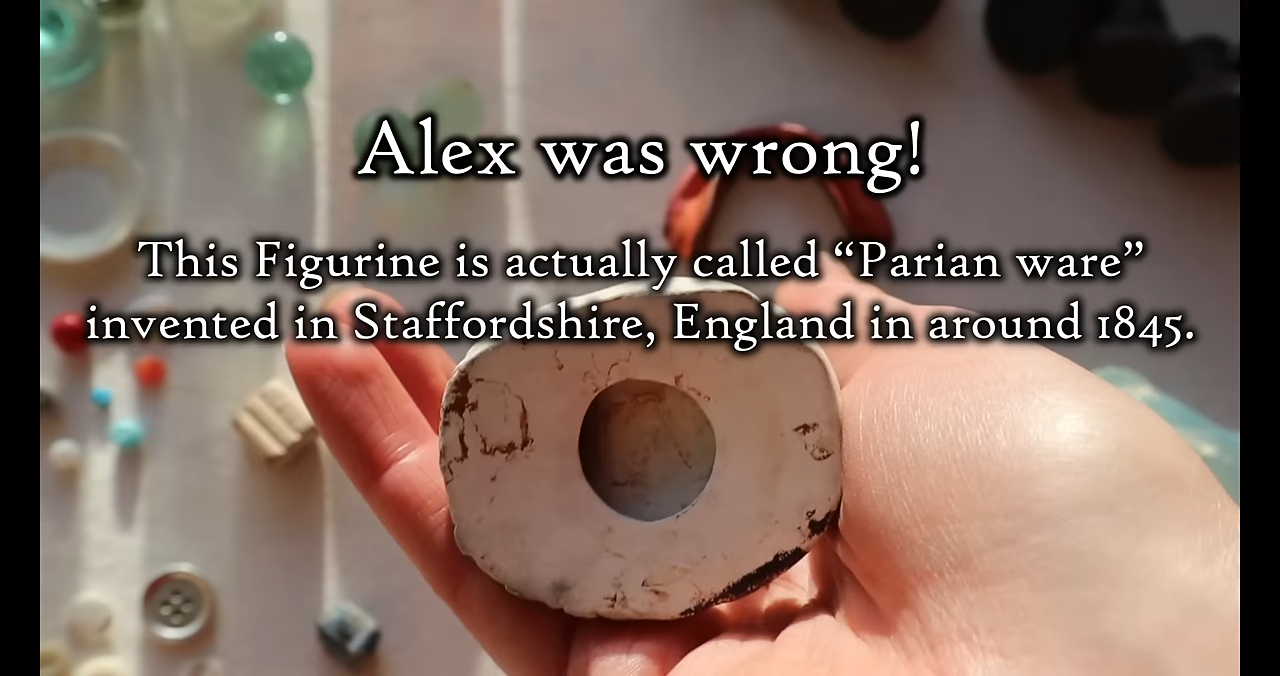 Alex was wrong!
This Figurine is actually called “Parian ware”
invented in Staffordshire, England in around 1845.